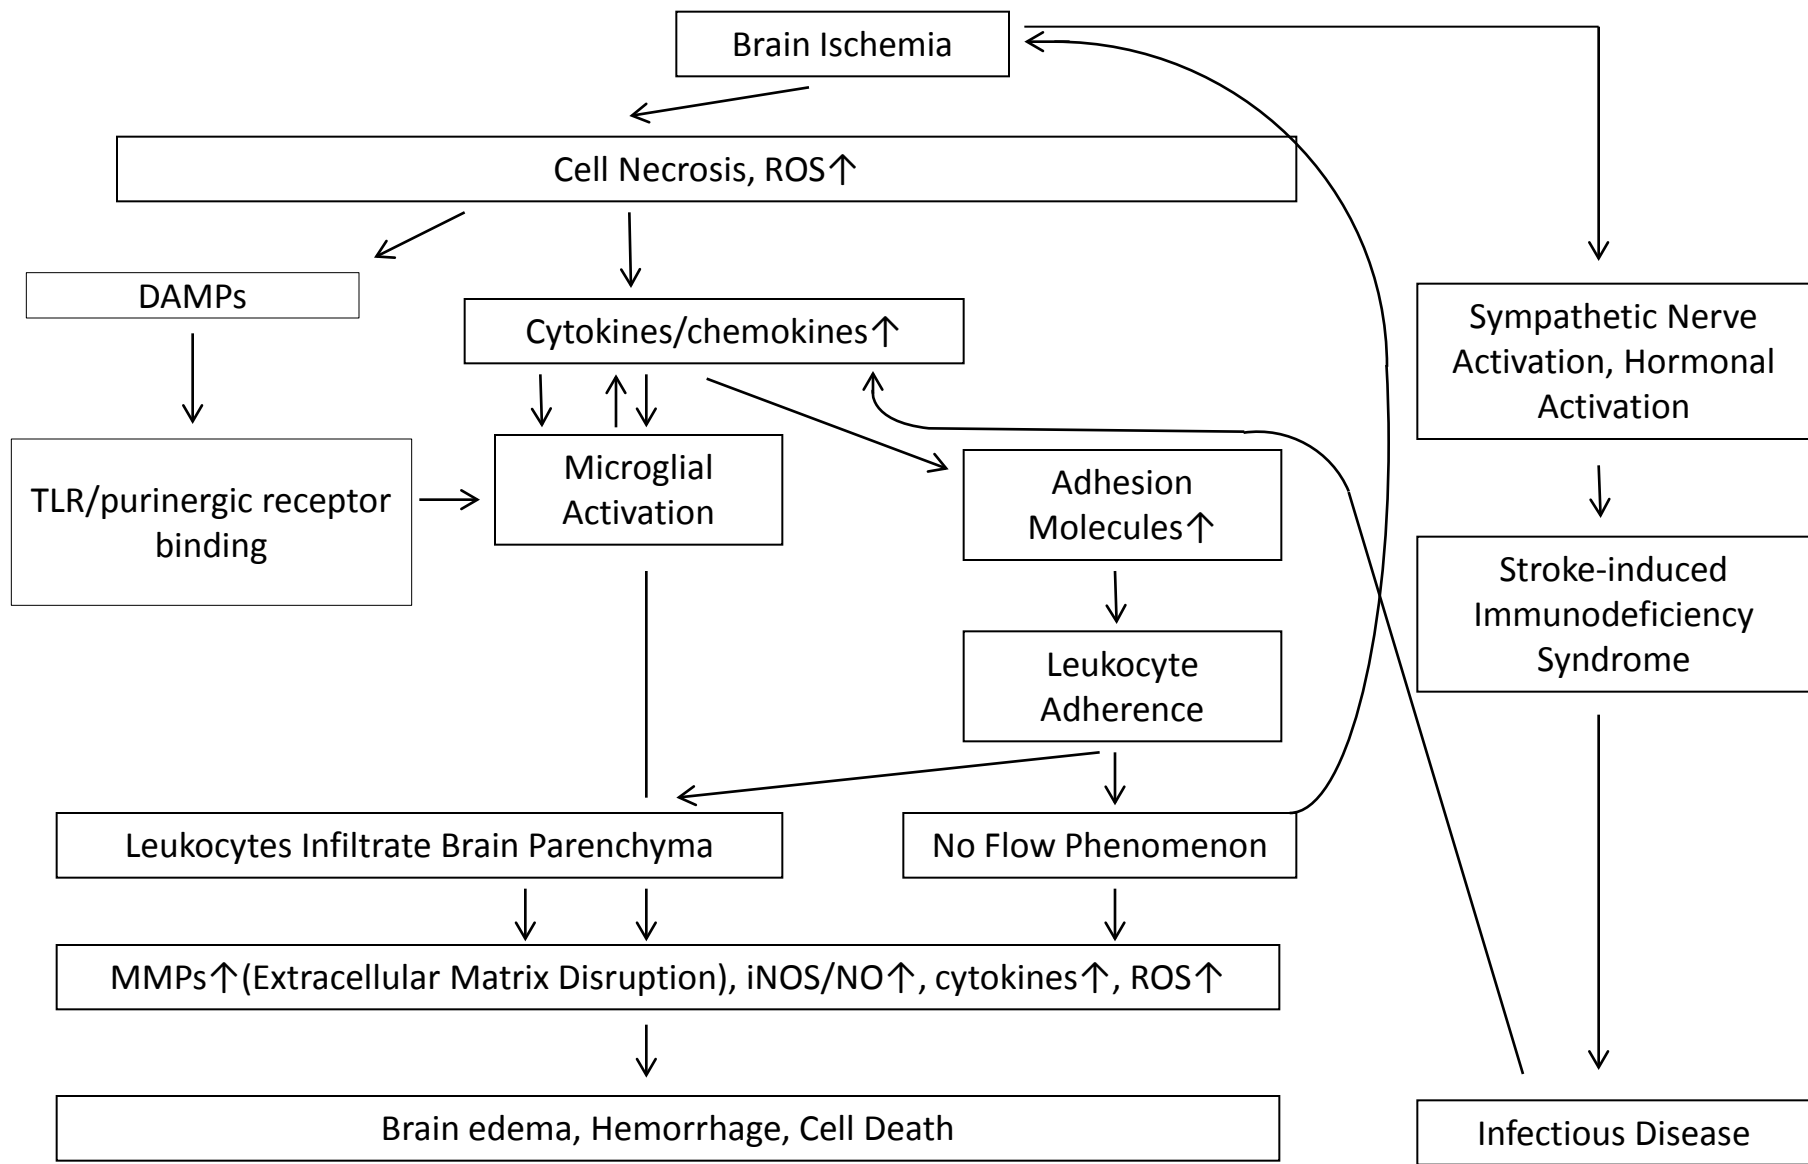 Brain Ischemia
Cell Necrosis, ROS↑
DAMPs
Cytokines/chemokines↑
Sympathetic Nerve
Activation, Hormonal
Activation
TLR/purinergic receptor
binding
Microglial
Activation
Adhesion
Molecules↑
Stroke-induced
Immunodeficiency
Syndrome
Leukocyte
Adherence
Leukocytes Infiltrate Brain Parenchyma
No Flow Phenomenon
MMPs↑(Extracellular Matrix Disruption), iNOS/NO↑, cytokines↑, ROS↑
Brain edema, Hemorrhage, Cell Death
Infectious Disease